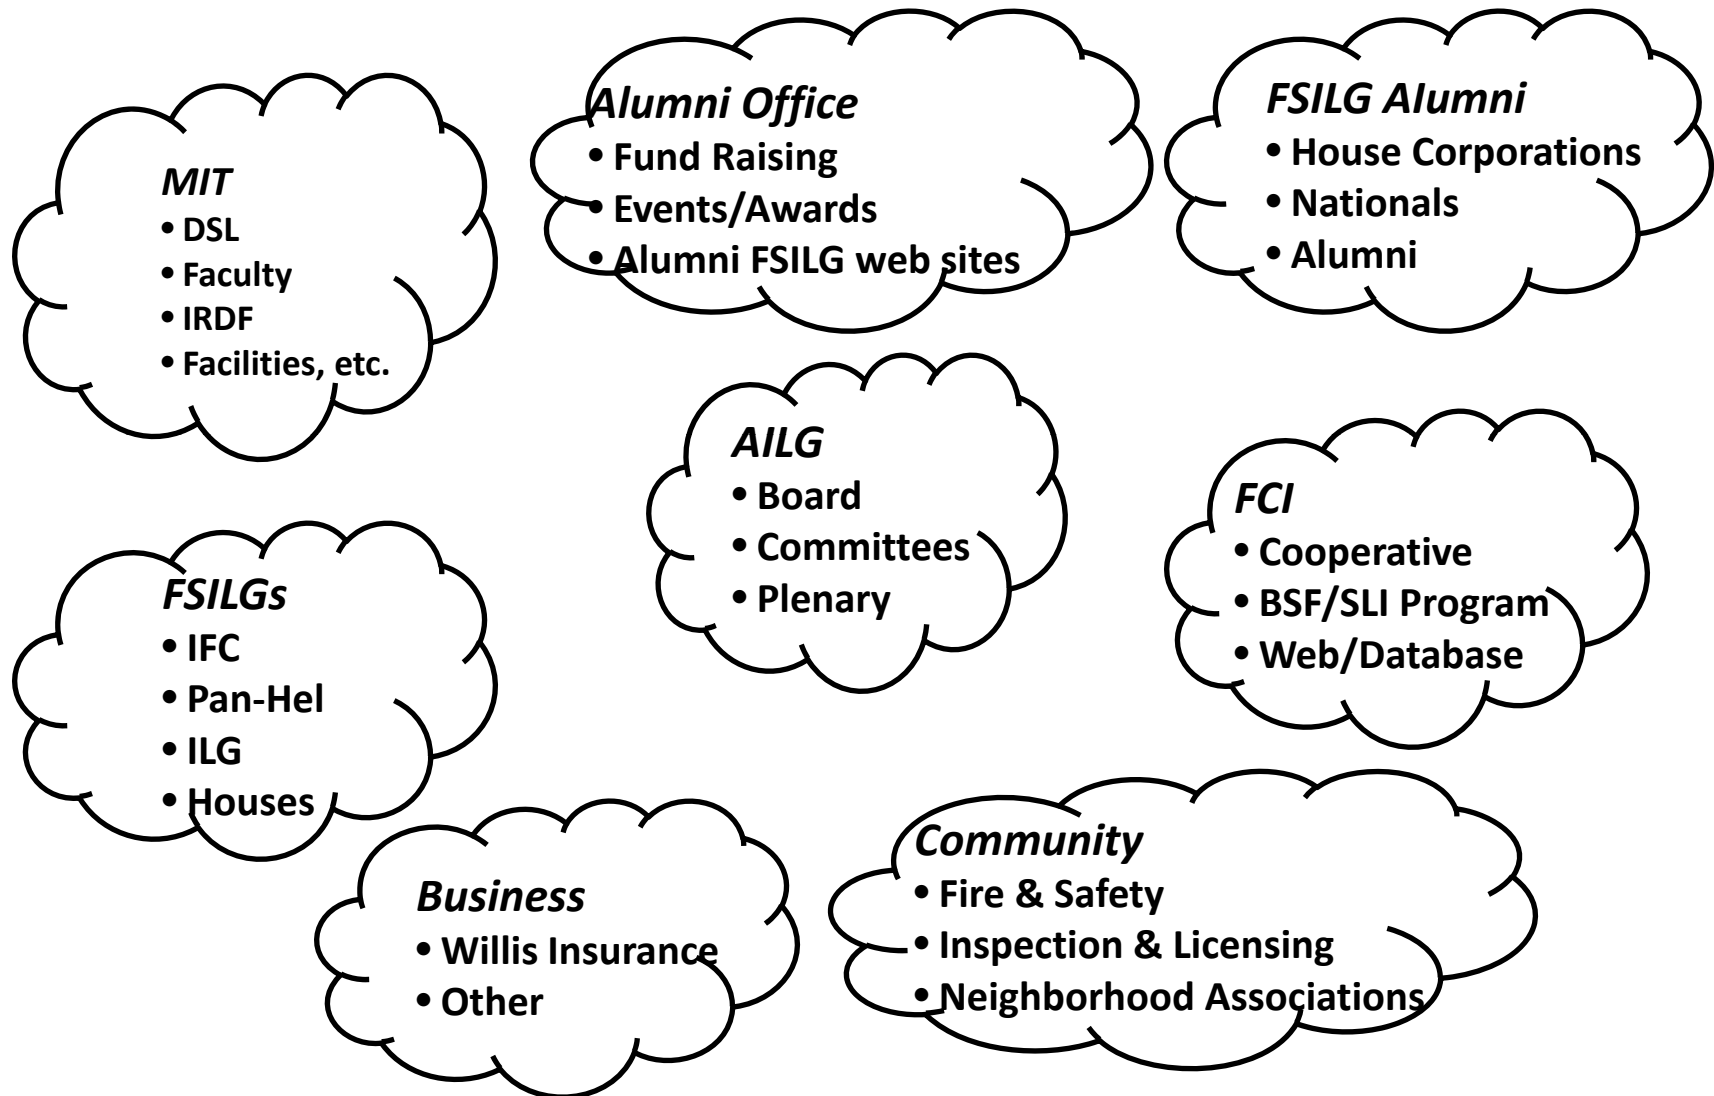 MIT
• DSL
• Faculty
• IRDF
• Facilities, etc.
Alumni Office
• Fund Raising
• Events/Awards
• Alumni FSILG web sites
FSILG Alumni
• House Corporations
• Nationals
• Alumni
AILG
• Board
• Committees
• Plenary
FCI
• Cooperative
• BSF/SLI Program
• Web/Database
FSILGs
• IFC
• Pan-Hel
• ILG
• Houses
Business
• Willis Insurance
• Other
Community
• Fire & Safety
• Inspection & Licensing
• Neighborhood Associations